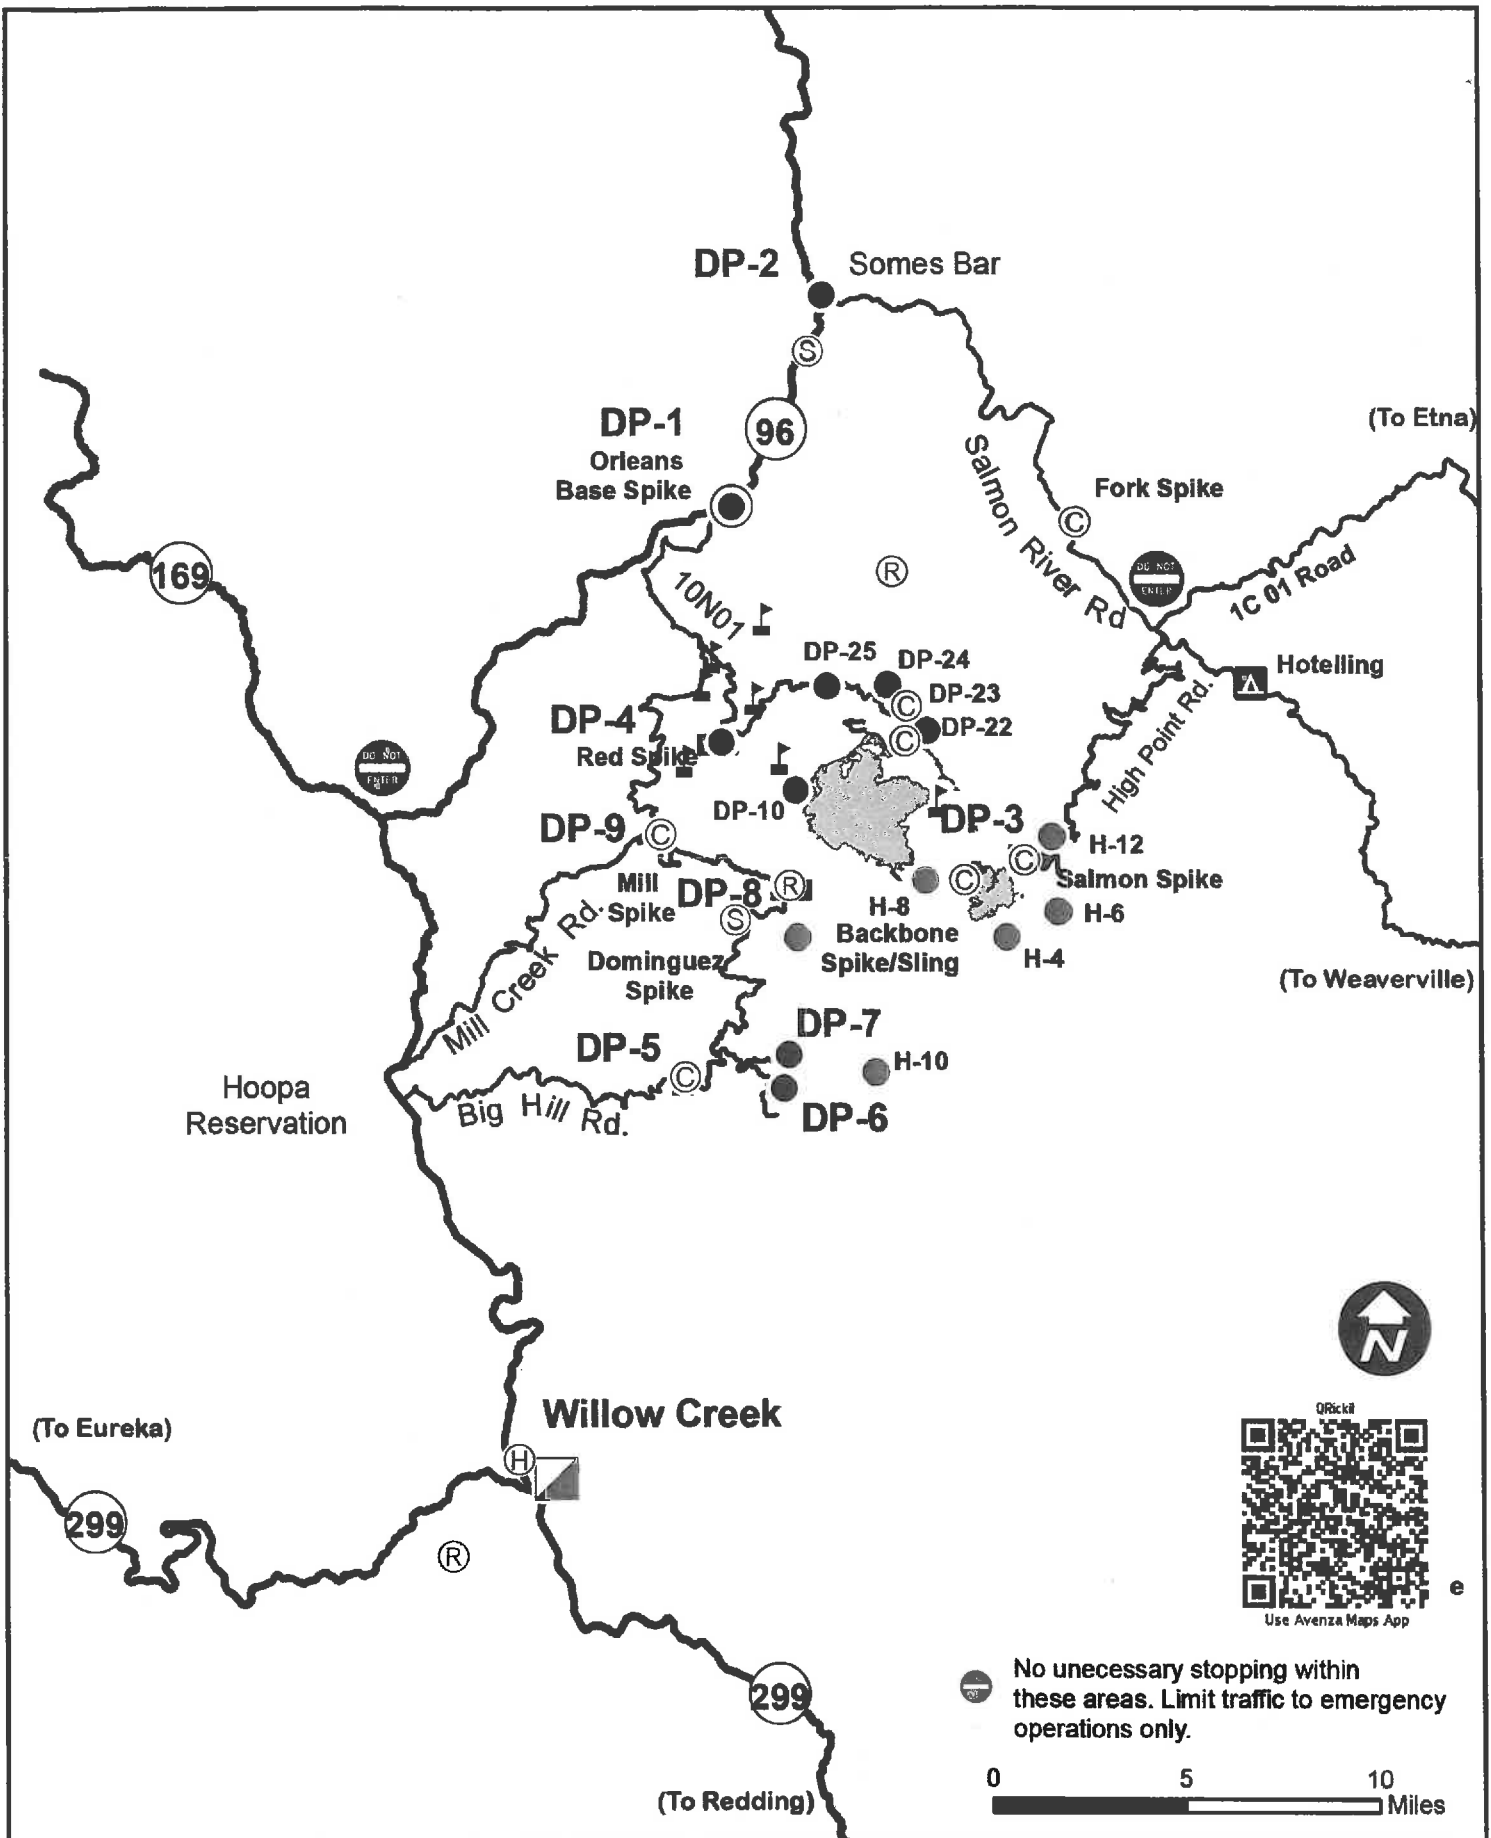 DP-2
Somes Bar
S
96
DP-1
Orleans
Base Spike
(To Etna)
Salmon River Rd
Fork Spike
C
DO NOT
ENTER
1C 01 Road
169
R
10N01
DP-25
DP-24
C
DP-23
C
DP-22
Hotelling
High Point Rd.
DP-4
Red Spike
DO NOT
ENTER
DP-10
DP-3
DP-9
C
H-12
C
Salmon Spike
Mill
Spike
DP-8
R
S
H-8
C
H-6
Backbone
Spike/Sling
H-4
Dominguez
Spike
(To Weaverville)
Mill Creek Rd.
DP-7
DP-5
C
H-10
DP-6
Hoopa
Reservation
Big Hill Rd.
N
Willow Creek
(To Eureka)
H
299
R
QRickit
Use Avenza Maps App
e
No unecessary stopping within
these areas. Limit traffic to emergency
operations only.
299
(To Redding)
0 5 10
Miles